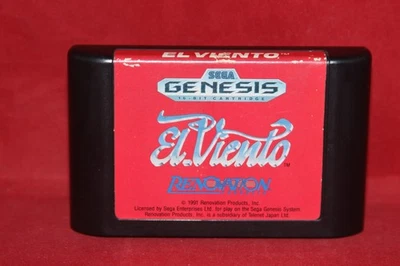 EL VIENTO
SEGA
GENESIS
16-BIT CARTRIDGE
El.Viento
RENOVATION
© 1991 Renovation Products, Inc.
Licensed by Sega Enterprises Ltd. for play on the Sega Genesis System
Renovation Products, Inc. is a subsidiary of Telenet Japan Ltd.